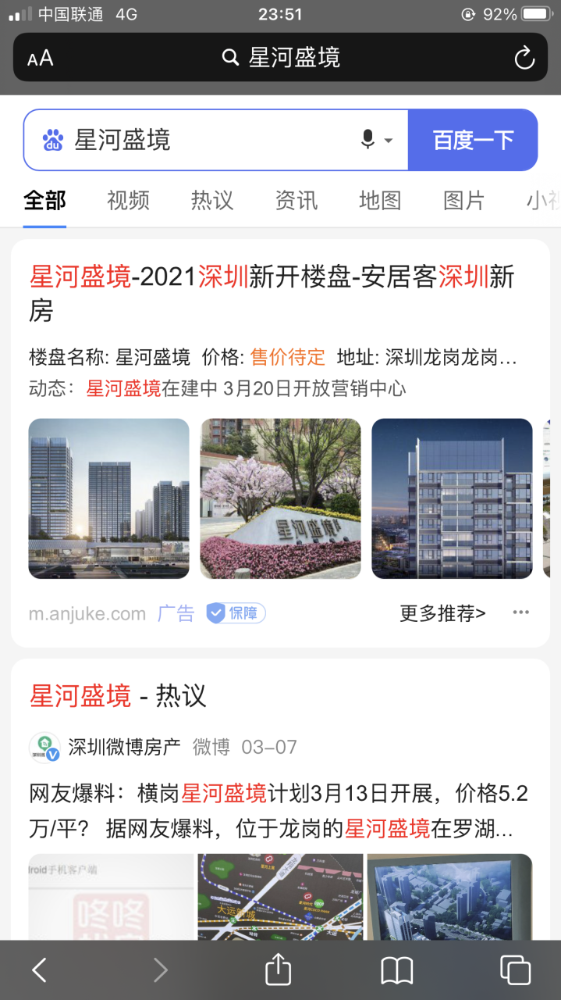 中国联通 4G 23:51 92%
AA 星河盛境
du 星河盛境 百度一下
全部 视频 热议 资讯 地图 图片 小视
星河盛境-2021深圳新开楼盘-安居客深圳新
房
楼盘名称: 星河盛境 价格: 售价待定 地址: 深圳龙岗龙岗...
动态: 星河盛境在建中 3月20日开放营销中心
星河盛境
m.anjuke.com 广告 保障 更多推荐>
星河盛境 - 热议
深圳微博房产 微博 03-07
网友爆料：横岗星河盛境计划3月13日开展，价格5.2
万/平？ 据网友爆料，位于龙岗的星河盛境在罗湖...
droid手机客户端
咚咚
大运新城
大运